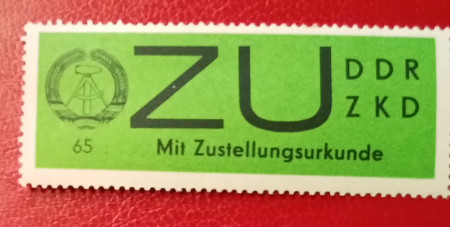 ZU
DDR
ZKD
65
Mit Zustellungsurkunde